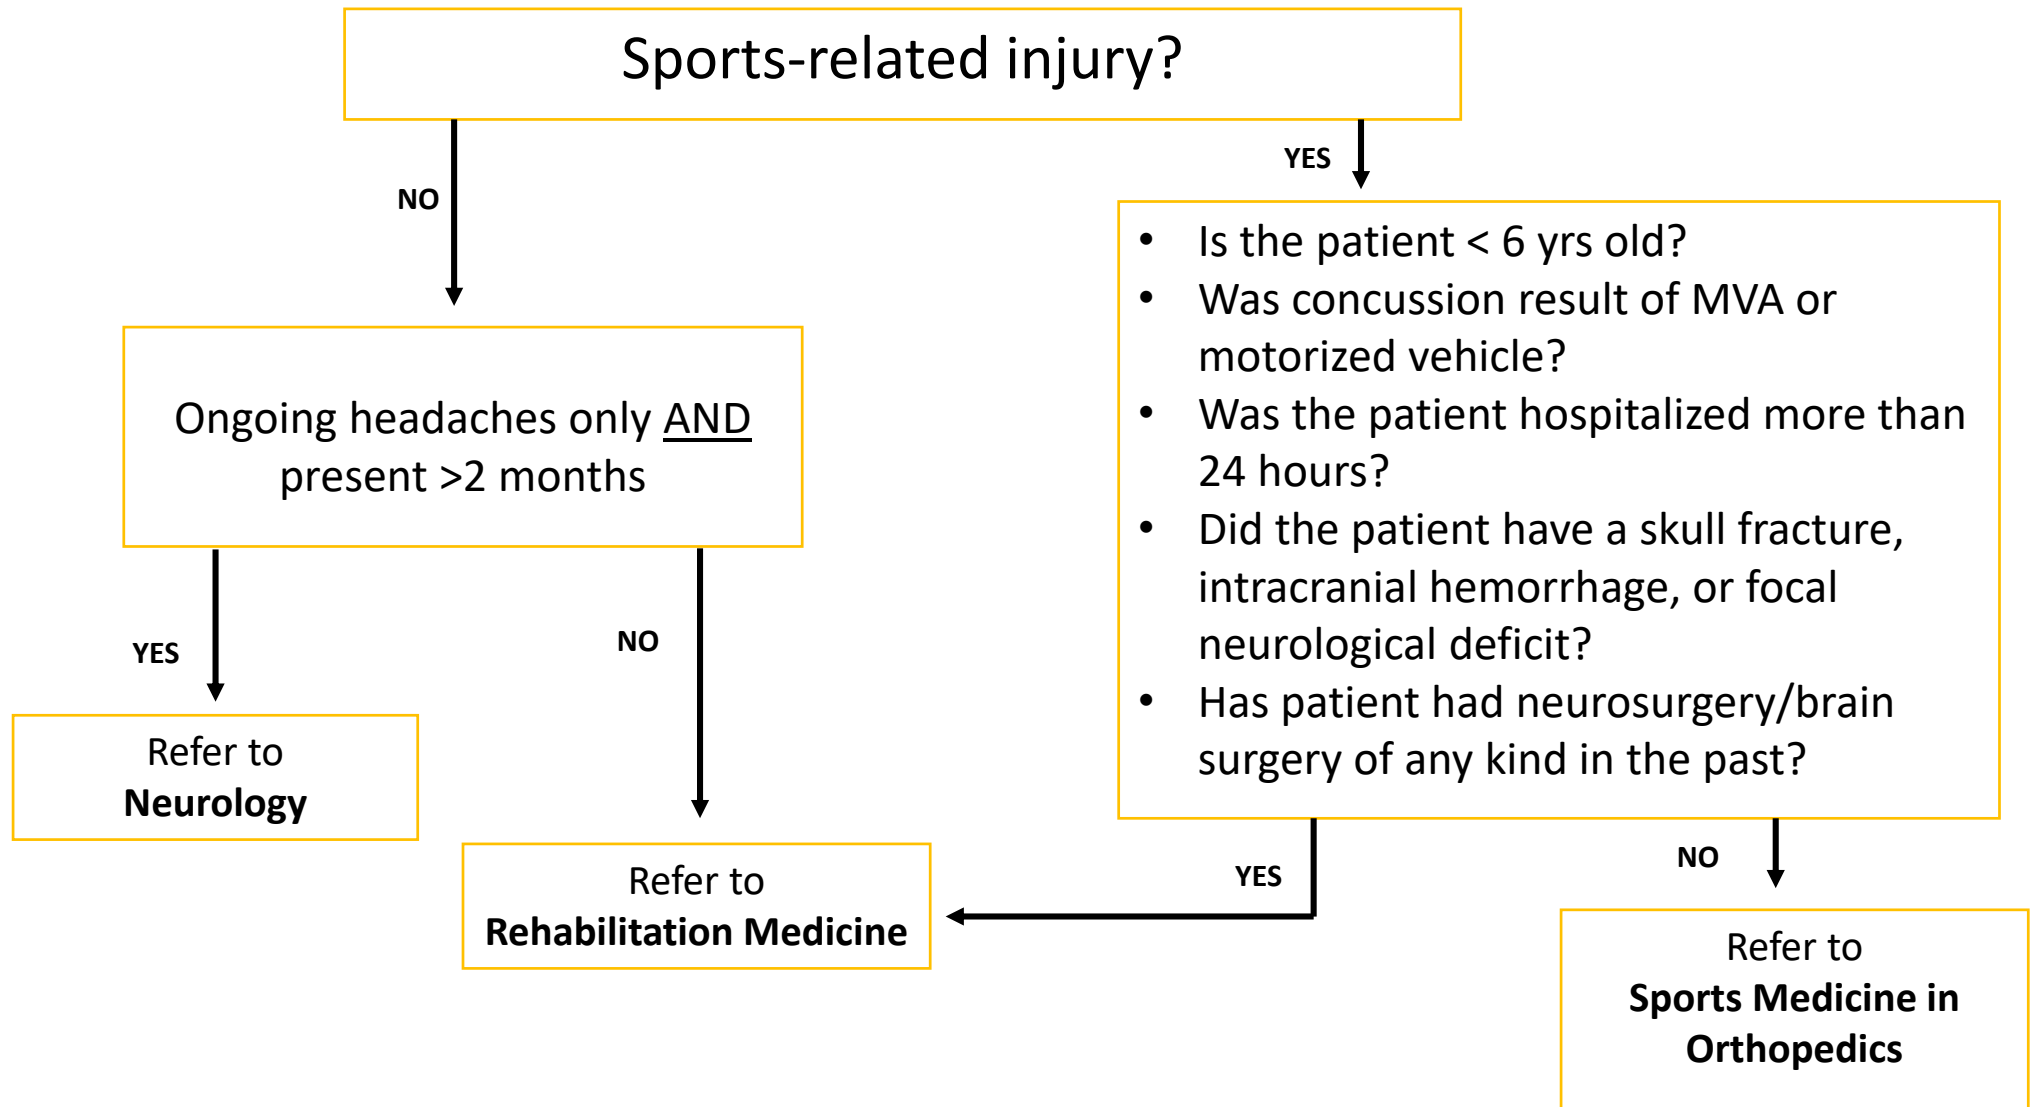 Sports-related injury?
NO
YES
Ongoing headaches only AND
present >2 months
• Is the patient < 6 yrs old?
• Was concussion result of MVA or
motorized vehicle?
• Was the patient hospitalized more than
24 hours?
• Did the patient have a skull fracture,
intracranial hemorrhage, or focal
neurological deficit?
• Has patient had neurosurgery/brain
surgery of any kind in the past?
YES
NO
Refer to
Neurology
Refer to
Rehabilitation Medicine
YES
NO
Refer to
Sports Medicine in
Orthopedics